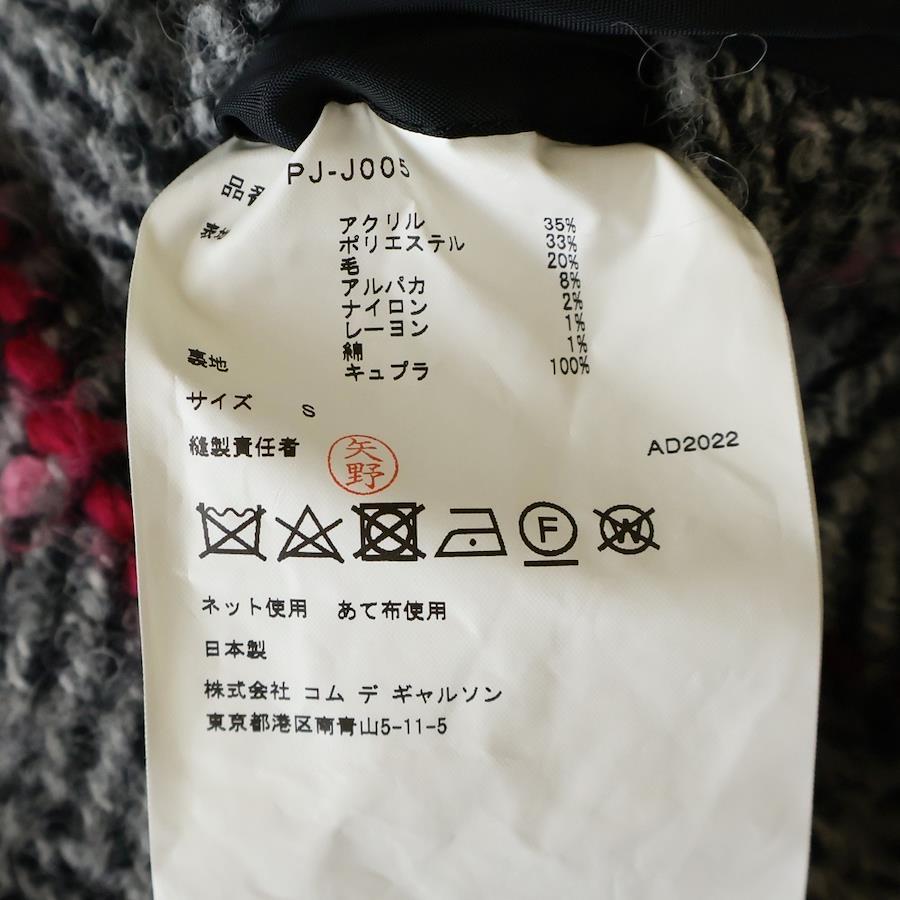 品番 PJ-J005
表地 アクリル 35%
ポリエステル 33%
毛 20%
アルパカ 8%
ナイロン 2%
レーヨン 1%
綿 1%
裏地 キュプラ 100%
サイズ S
縫製責任者 矢野 AD2022
F W
ネット使用 あて布使用
日本製
株式会社 コム デ ギャルソン
東京都港区南青山5-11-5